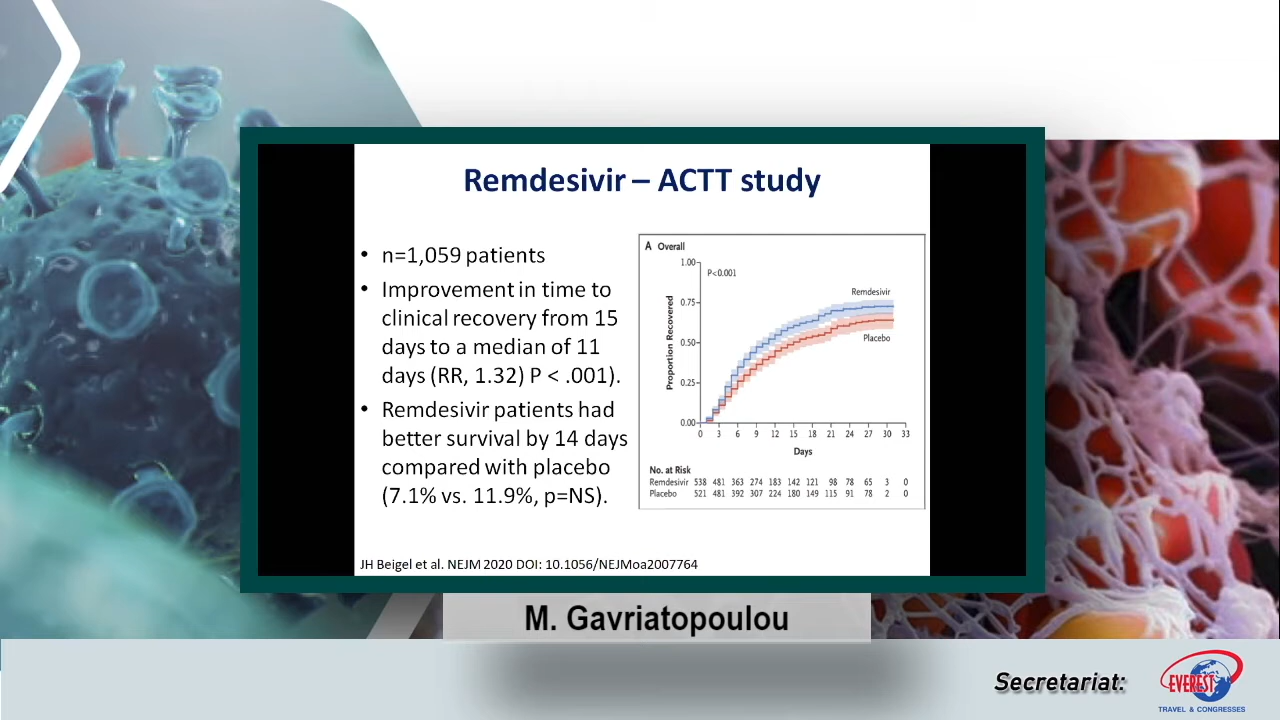 Remdesivir – ACTT study
• n=1,059 patients
• Improvement in time to
clinical recovery from 15
days to a median of 11
days (RR, 1.32) P < .001).
• Remdesivir patients had
better survival by 14 days
compared with placebo
(7.1% vs. 11.9%, p=NS).
A Overall
1.00
P<0.001
Remdesivir
0.75
Proportion Recovered
0.50
Placebo
0.25
0.00
0 3 6 9 12 15 18 21 24 27 30 33
Days
No. at Risk
Remdesivir 538 481 363 274 183 142 121 98 78 65 3 0
Placebo 521 481 392 307 224 180 149 115 91 78 2 0
JH Beigel et al. NEJM 2020 DOI: 10.1056/NEJMoa2007764
M. Gavriatopoulou
Secretariat:
EVEREST
TRAVEL & CONGRESSES